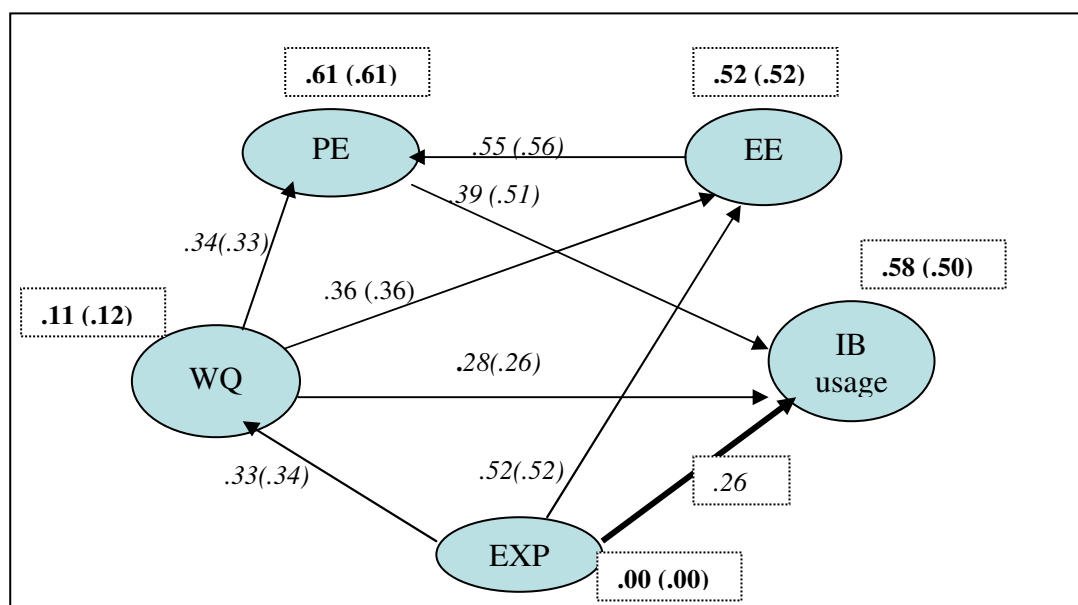 .61 (.61)
.52 (.52)
PE
EE
.55 (.56)
.39 (.51)
.34(.33)
.58 (.50)
.36 (.36)
.11 (.12)
IB
usage
.28(.26)
WQ
.33(.34)
.52(.52)
.26
EXP
.00 (.00)